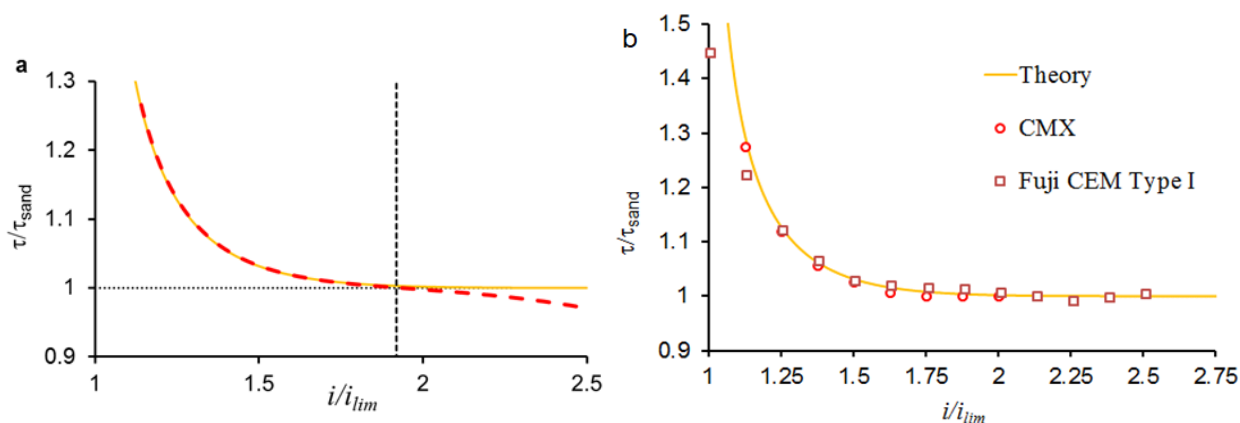 a
1.3
1.2
1.1
1
0.9
τ/τsand
1
1.5
2
2.5
i/ilim
b
1.5
1.4
1.3
1.2
1.1
1
0.9
τ/τsand
1
1.25
1.5
1.75
2
2.25
2.5
2.75
i/ilim
Theory
CMX
Fuji CEM Type I